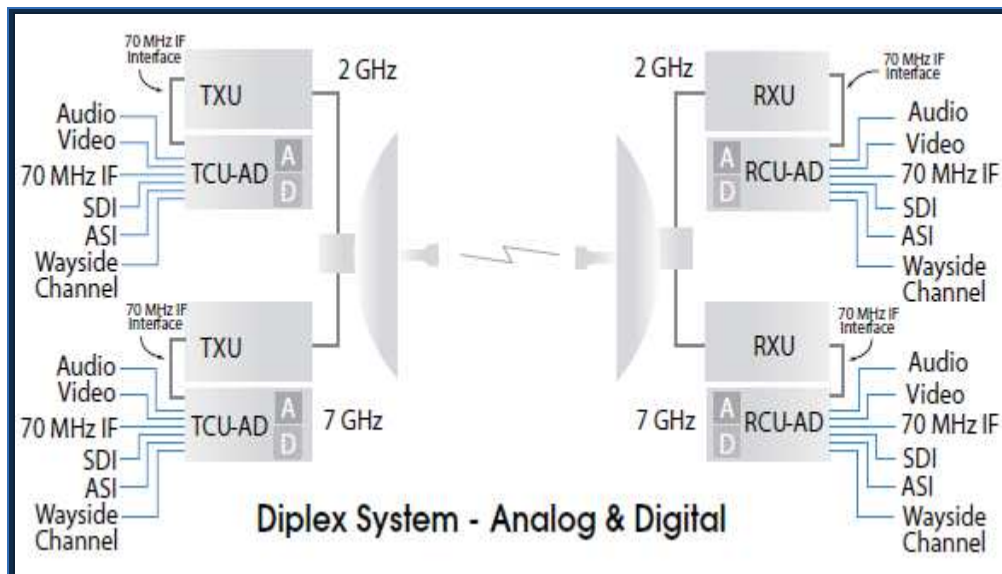 70 MHz IF
Interface
TXU
2 GHz
Audio
Video
70 MHz IF
SDI
ASI
Wayside
Channel
TCU-AD
A
D
2 GHz
RXU
70 MHz IF
Interface
A
D
RCU-AD
Audio
Video
70 MHz IF
SDI
ASI
Wayside
Channel
70 MHz IF
Interface
TXU
Audio
Video
70 MHz IF
SDI
ASI
Wayside
Channel
TCU-AD
A
D
7 GHz
RXU
70 MHz IF
Interface
7 GHz
A
D
RCU-AD
Audio
Video
70 MHz IF
SDI
ASI
Wayside
Channel
Diplex System - Analog & Digital